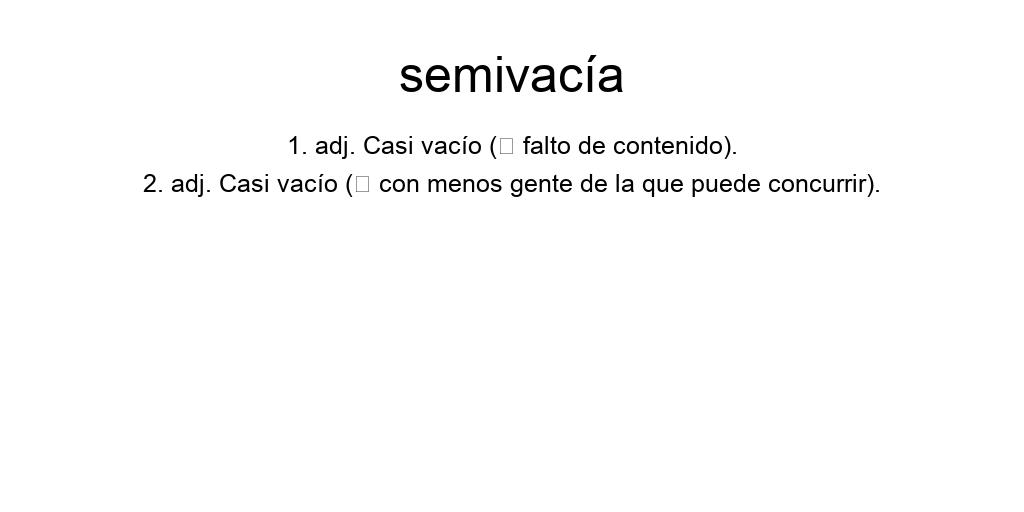 semivacía
1. adj. Casi vacío (▯ falto de contenido).
2. adj. Casi vacío (▯ con menos gente de la que puede concurrir).